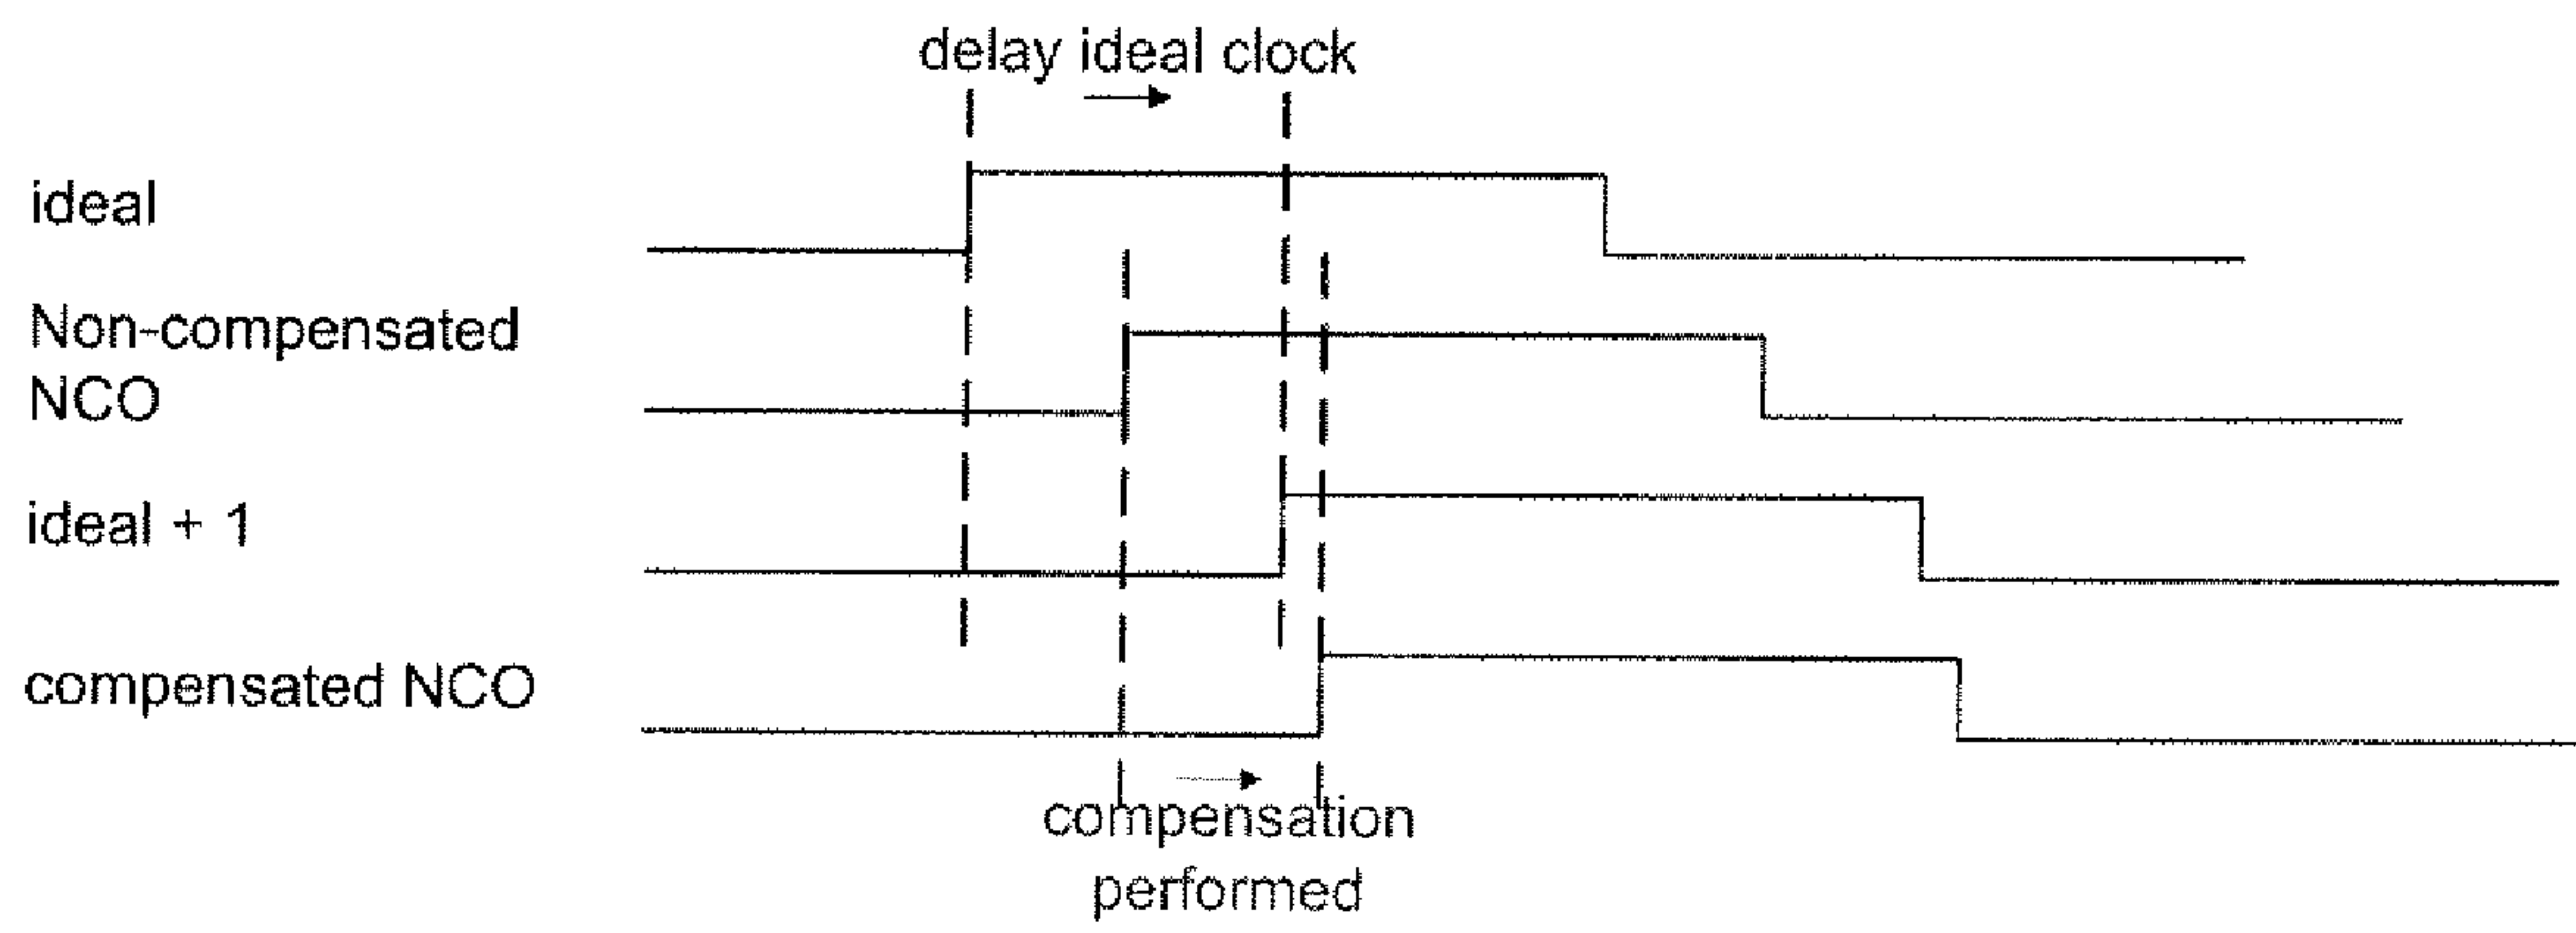 delay ideal clock
ideal
Non-compensated
NCO
ideal + 1
compensated NCO
compensation
performed